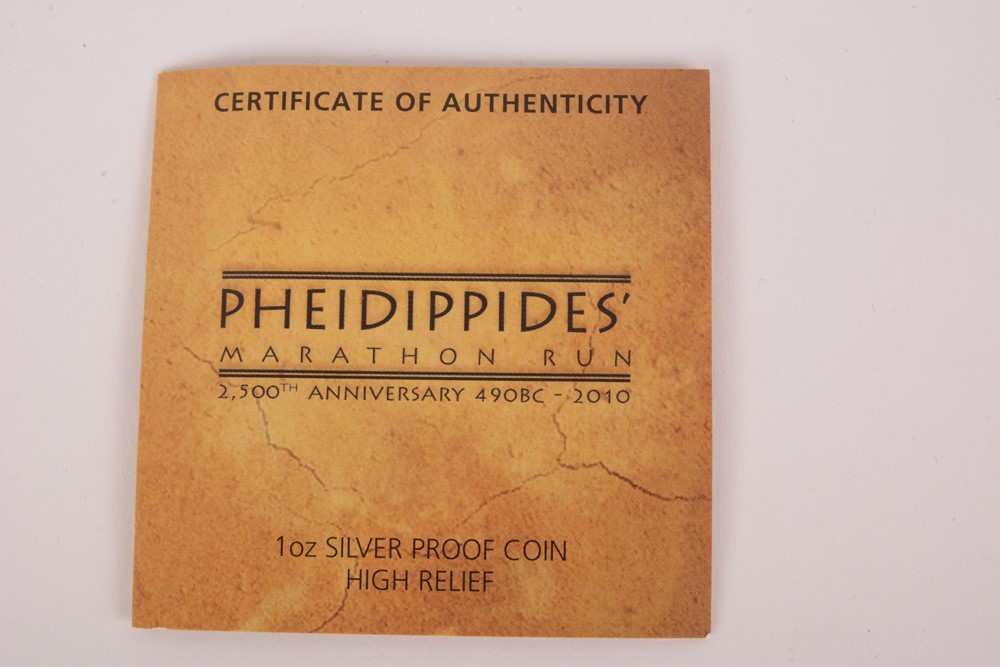 CERTIFICATE OF AUTHENTICITY
PHEIDIPPIDES'
MARATHON RUN
2,500TH ANNIVERSARY 490BC - 2010
1oz SILVER PROOF COIN
HIGH RELIEF